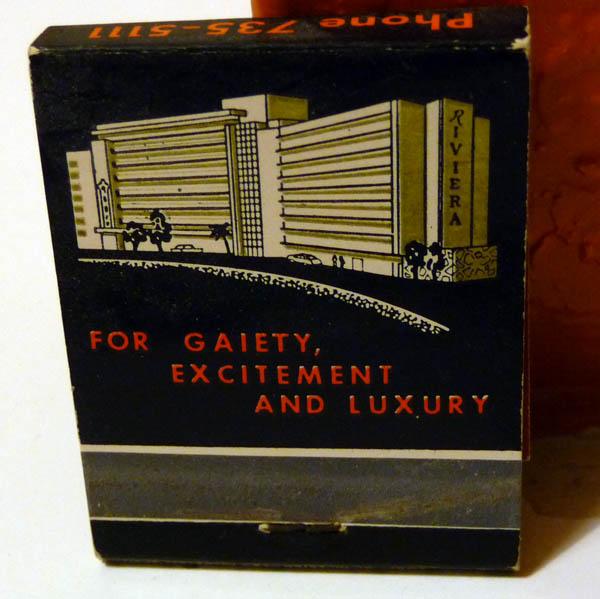 Phone 735-5111
RIVIERA
FOR GAIETY,
EXCITEMENT
AND LUXURY